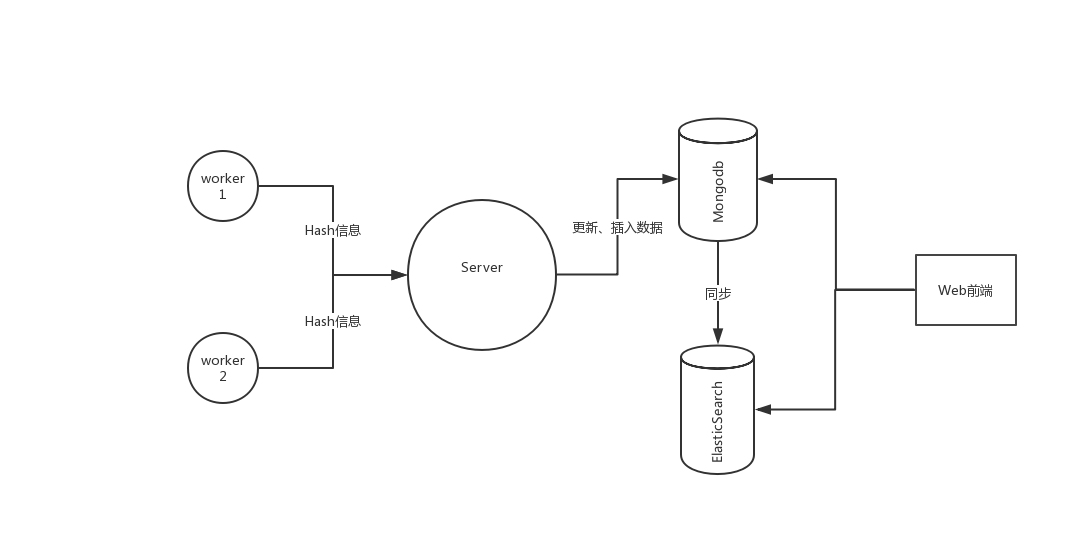 worker
1
Hash信息
Hash信息
worker
2
Server
更新、插入数据
Mongodb
同步
ElasticSearch
Web前端